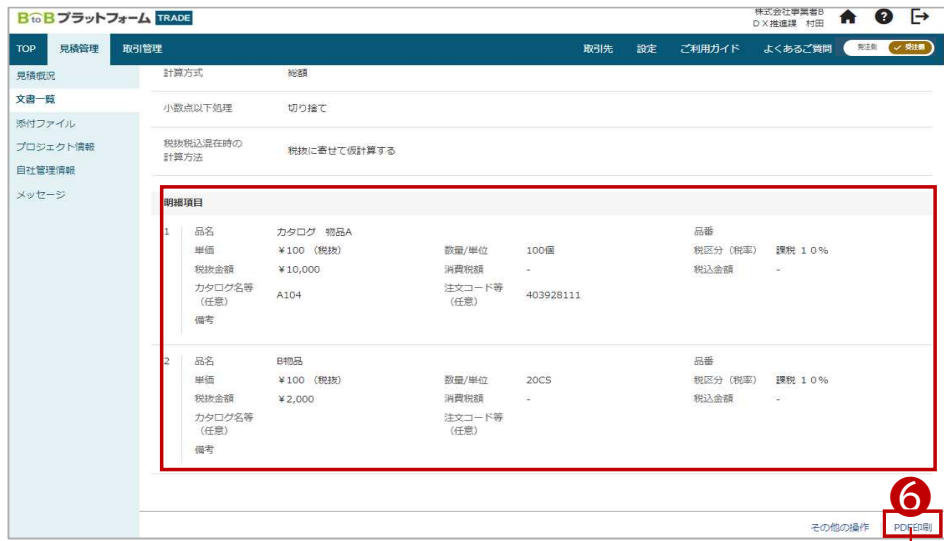 BtoBプラットフォーム TRADE
株式会社事業者B
DX推進課 村田
TOP 見積管理 取引管理 取引先 設定 ご利用ガイド よくあるご質問 発注側 受注側
見積概況
文書一覧
添付ファイル
プロジェクト情報
自社管理情報
メッセージ
計算方式 総額
小数点以下処理 切り捨て
税抜税込混在時の
計算方法 税抜に寄せて仮計算する
明細項目
1 品名 カタログ 物品A 品番
単価 ¥100 (税抜) 数量/単位 100個 税区分(税率) 課税 10%
税抜金額 ¥10,000 消費税額 - 税込金額 -
カタログ名等
(任意) A104 注文コード等
(任意) 403928111
備考
2 品名 B物品 品番
単価 ¥100 (税抜) 数量/単位 20CS 税区分(税率) 課税 10%
税抜金額 ¥2,000 消費税額 - 税込金額 -
カタログ名等
(任意) 注文コード等
(任意)
備考
6
その他の操作 PDF印刷